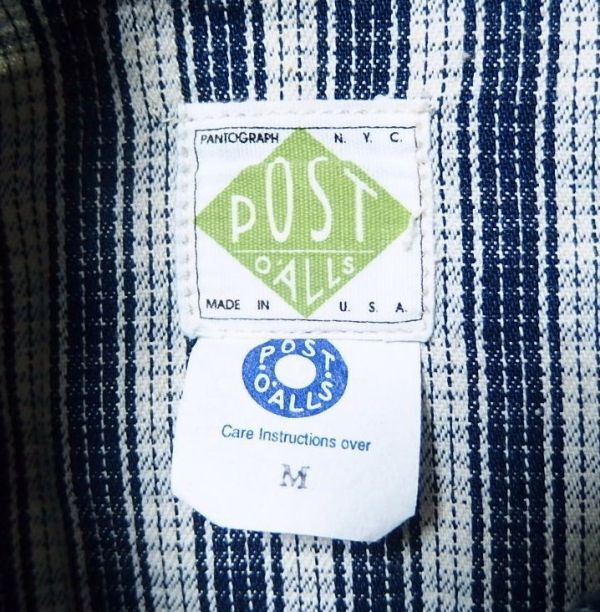 PANTOGRAPH N. Y. C.
POST
O'ALLS
MADE IN U. S. A.
POST
O'ALLS
Care Instructions over
M